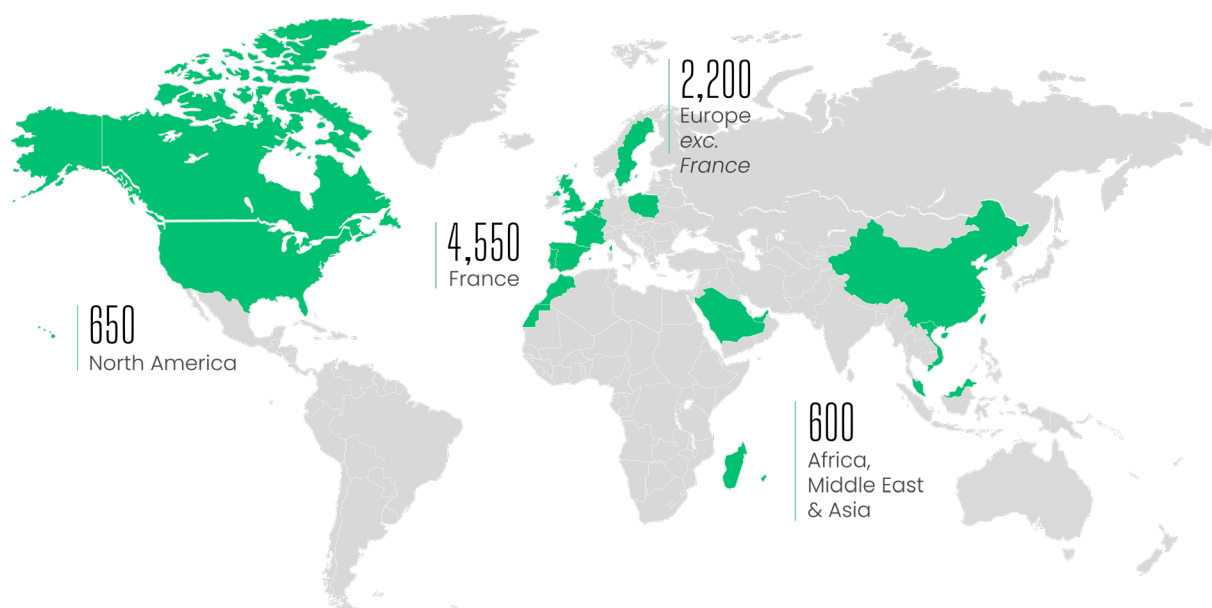 2,200
Europe
exc.
France
4,550
France
650
North America
600
Africa,
Middle East
& Asia